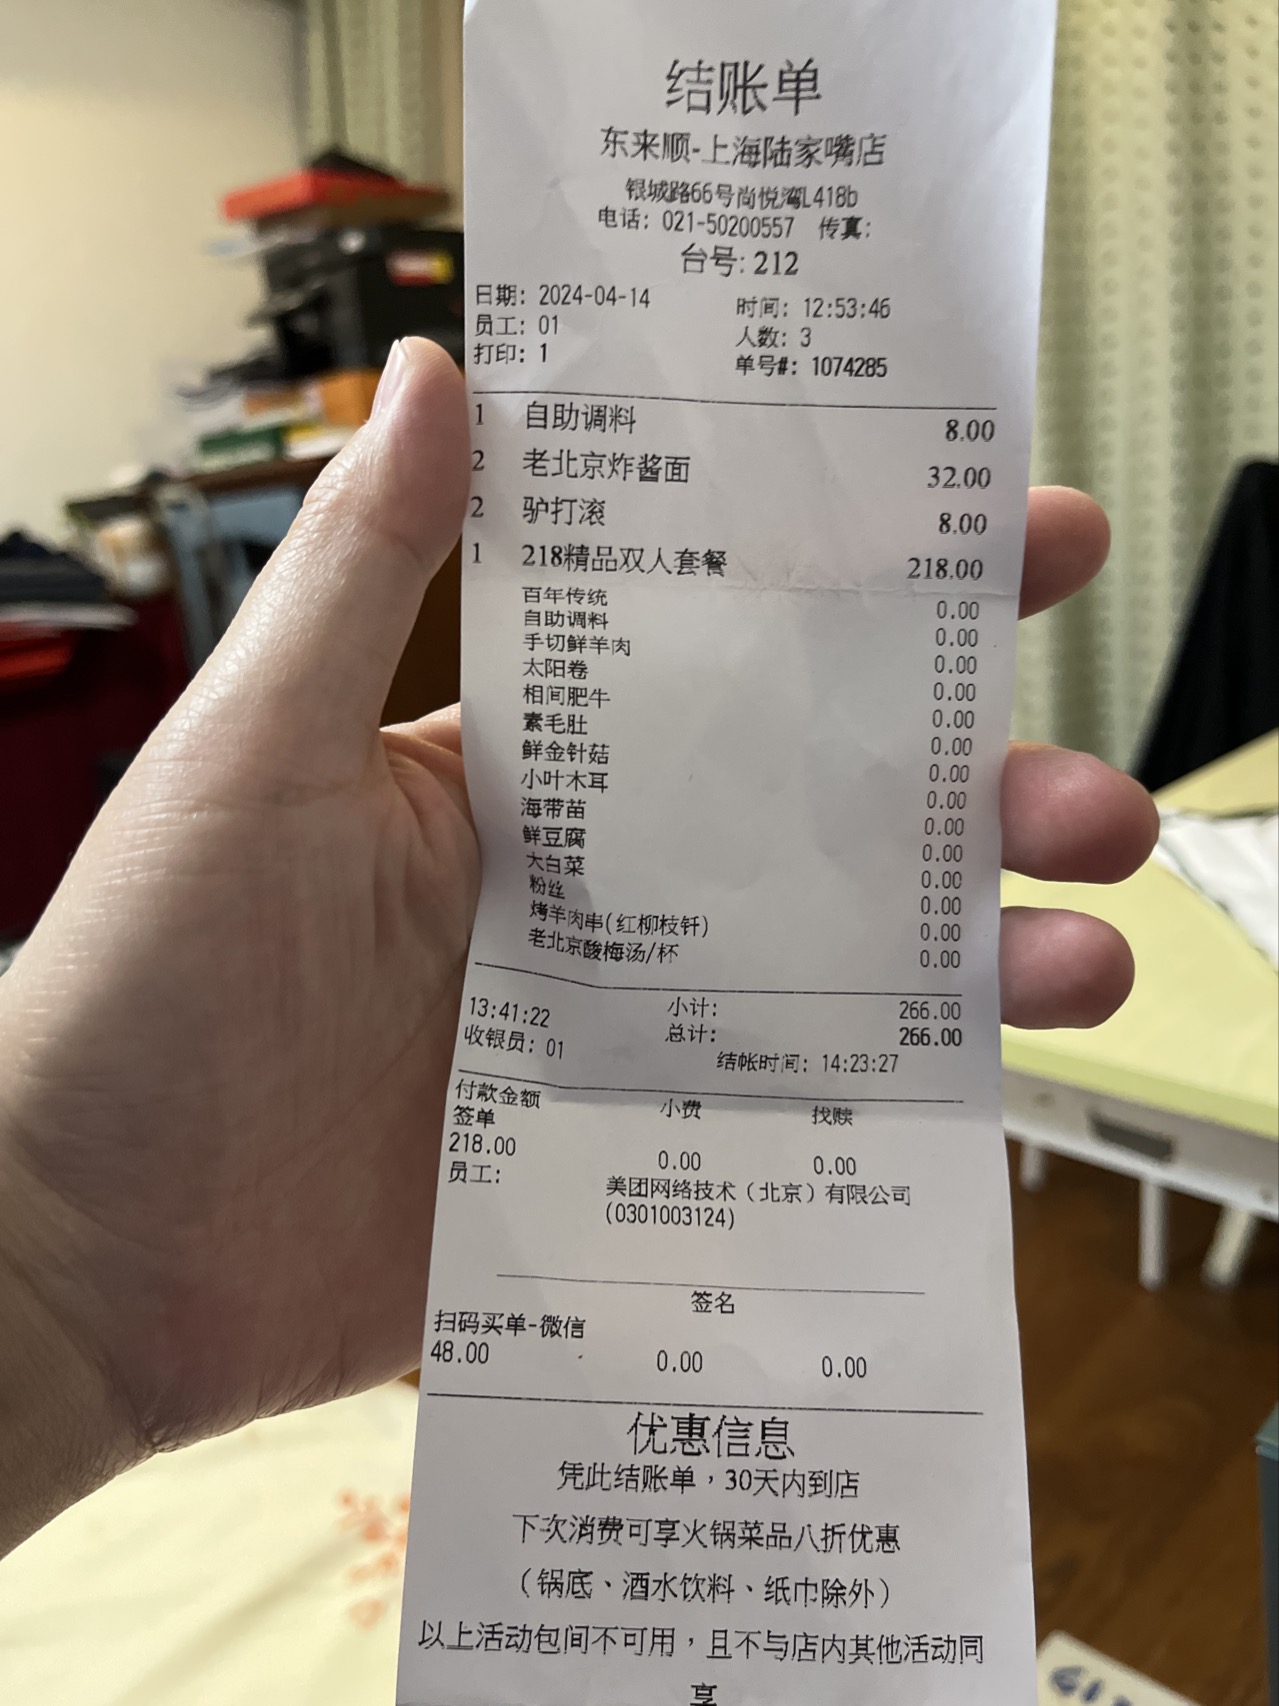 结账单
东来顺-上海陆家嘴店
银城路66号尚悦湾L418b
电话: 021-50200557 传真:
台号: 212
日期: 2024-04-14 时间: 12:53:46
员工: 01 人数: 3
打印: 1 单号#: 1074285
1 自助调料 8.00
2 老北京炸酱面 32.00
2 驴打滚 8.00
1 218精品双人套餐 218.00
百年传统 0.00
自助调料 0.00
手切鲜羊肉 0.00
太阳卷 0.00
相间肥牛 0.00
素毛肚 0.00
鲜金针菇 0.00
小叶木耳 0.00
海带苗 0.00
鲜豆腐 0.00
大白菜 0.00
粉丝 0.00
烤羊肉串(红柳枝钎) 0.00
老北京酸梅汤/杯 0.00
13:41:22 小计: 266.00
收银员: 01 总计: 266.00
结帐时间: 14:23:27
付款金额 小费 找赎
签单
218.00 0.00 0.00
员工: 美团网络技术（北京）有限公司
(0301003124)
签名
扫码买单-微信
48.00 0.00 0.00
优惠信息
凭此结账单，30天内到店
下次消费可享火锅菜品八折优惠
（锅底、酒水饮料、纸巾除外）
以上活动包间不可用，且不与店内其他活动同
享